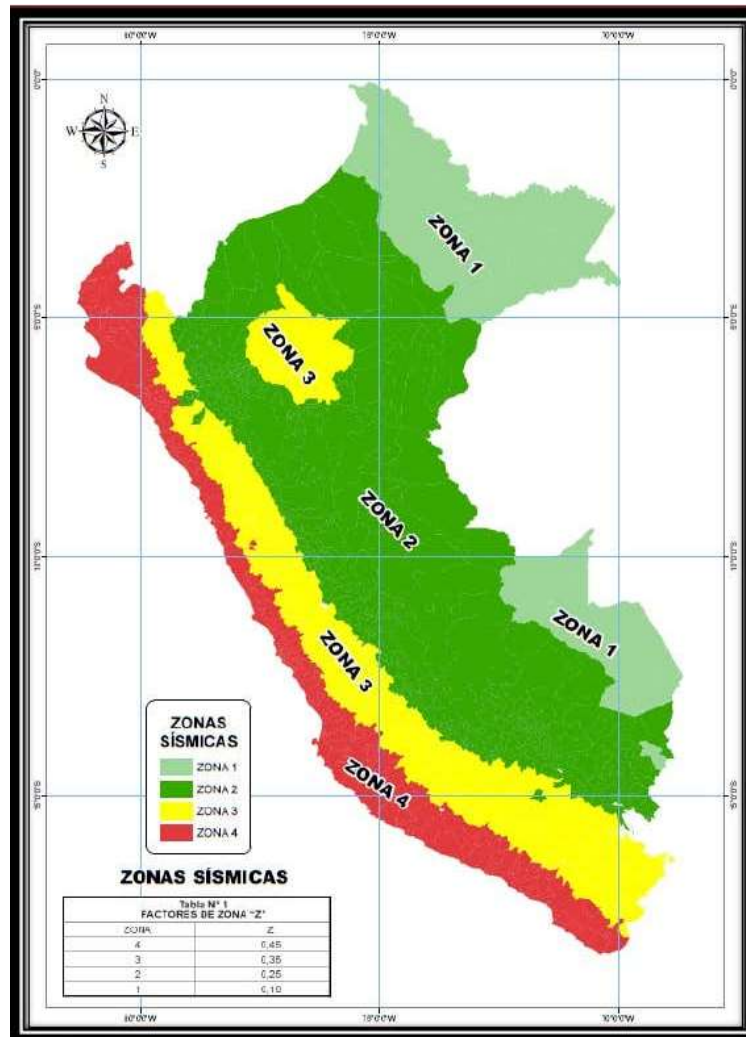 N
W E
S
ZONA 1
ZONA 3
ZONA 2
ZONA 1
ZONA 3
ZONA 4
ZONAS
SÍSMICAS
ZONA 1
ZONA 2
ZONA 3
ZONA 4
ZONAS SÍSMICAS
Tabla N° 1
FACTORES DE ZONA "Z"
ZONA Z
4 0,45
3 0,35
2 0,25
1 0,10